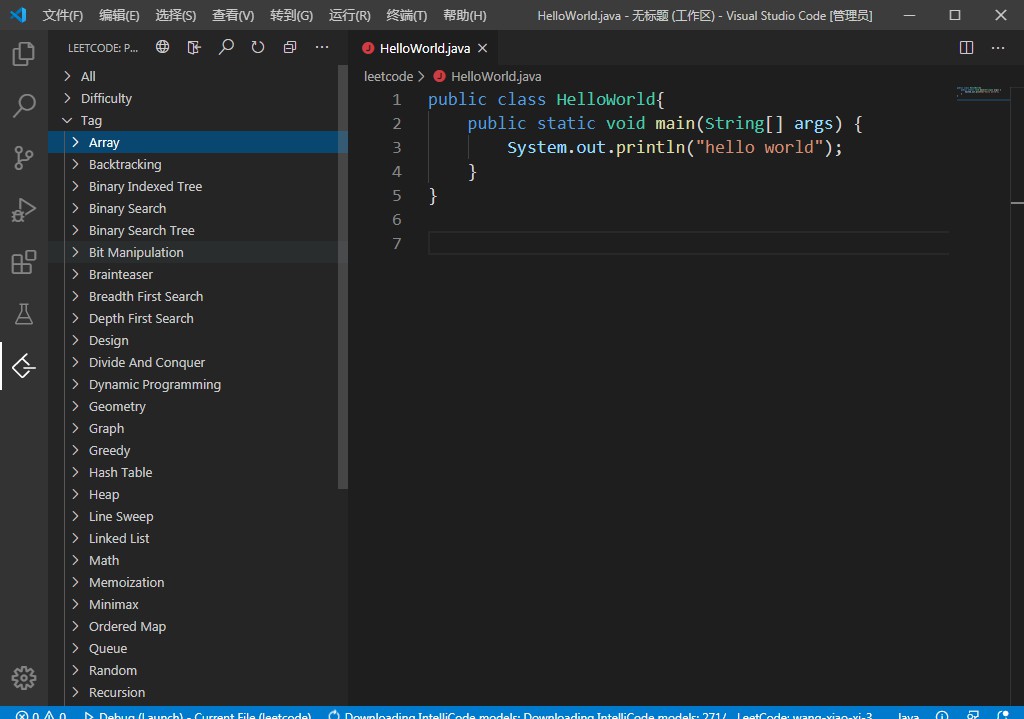 文件(F) 编辑(E) 选择(S) 查看(V) 转到(G) 运行(R) 终端(T) 帮助(H) HelloWorld.java - 无标题 (工作区) - Visual Studio Code [管理员]
LEETCODE: P...
All
Difficulty
Tag
Array
Backtracking
Binary Indexed Tree
Binary Search
Binary Search Tree
Bit Manipulation
Brainteaser
Breadth First Search
Depth First Search
Design
Divide And Conquer
Dynamic Programming
Geometry
Graph
Greedy
Hash Table
Heap
Line Sweep
Linked List
Math
Memoization
Minimax
Ordered Map
Queue
Random
Recursion
HelloWorld.java
leetcode > HelloWorld.java
1 public class HelloWorld{
2 public static void main(String[] args) {
3 System.out.println("hello world");
4 }
5 }
6
7
0 0 Debug (Launch) - Current File (leetcode) Downloading IntelliCode models: Downloading IntelliCode models: 271/ LeetCode: wang-xiao-xi-3 Java